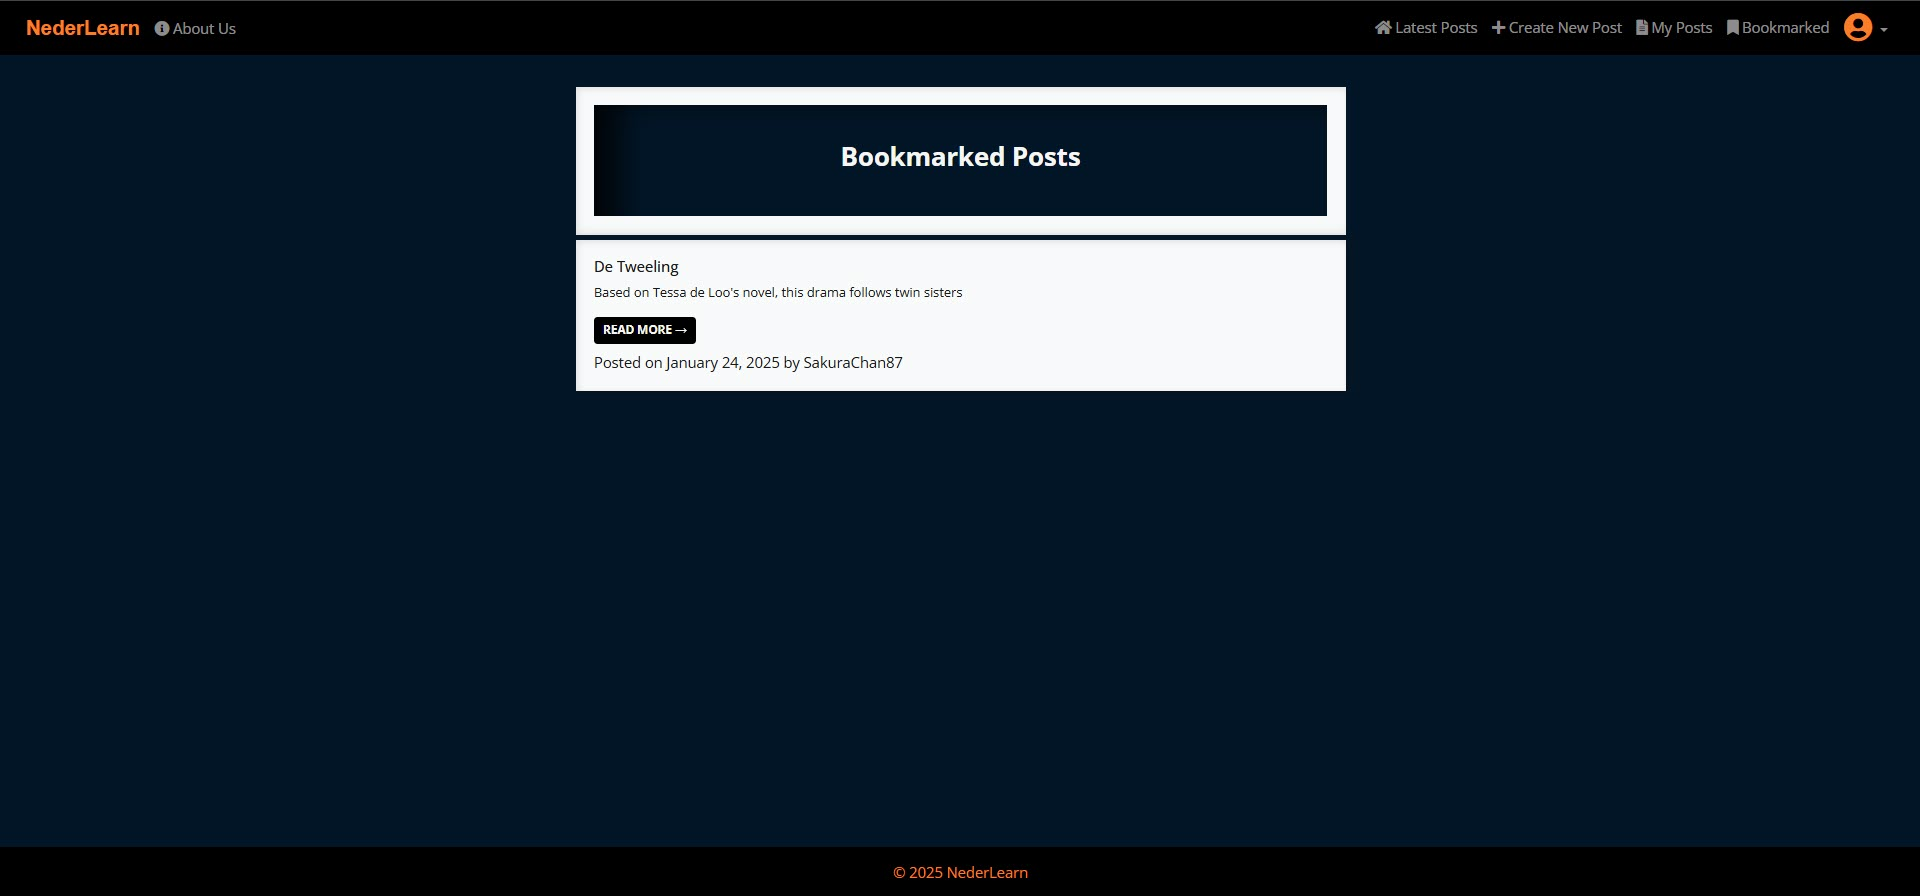 NederLearn About Us Latest Posts Create New Post My Posts Bookmarked
Bookmarked Posts
De Tweeling
Based on Tessa de Loo's novel, this drama follows twin sisters
READ MORE →
Posted on January 24, 2025 by SakuraChan87
© 2025 NederLearn